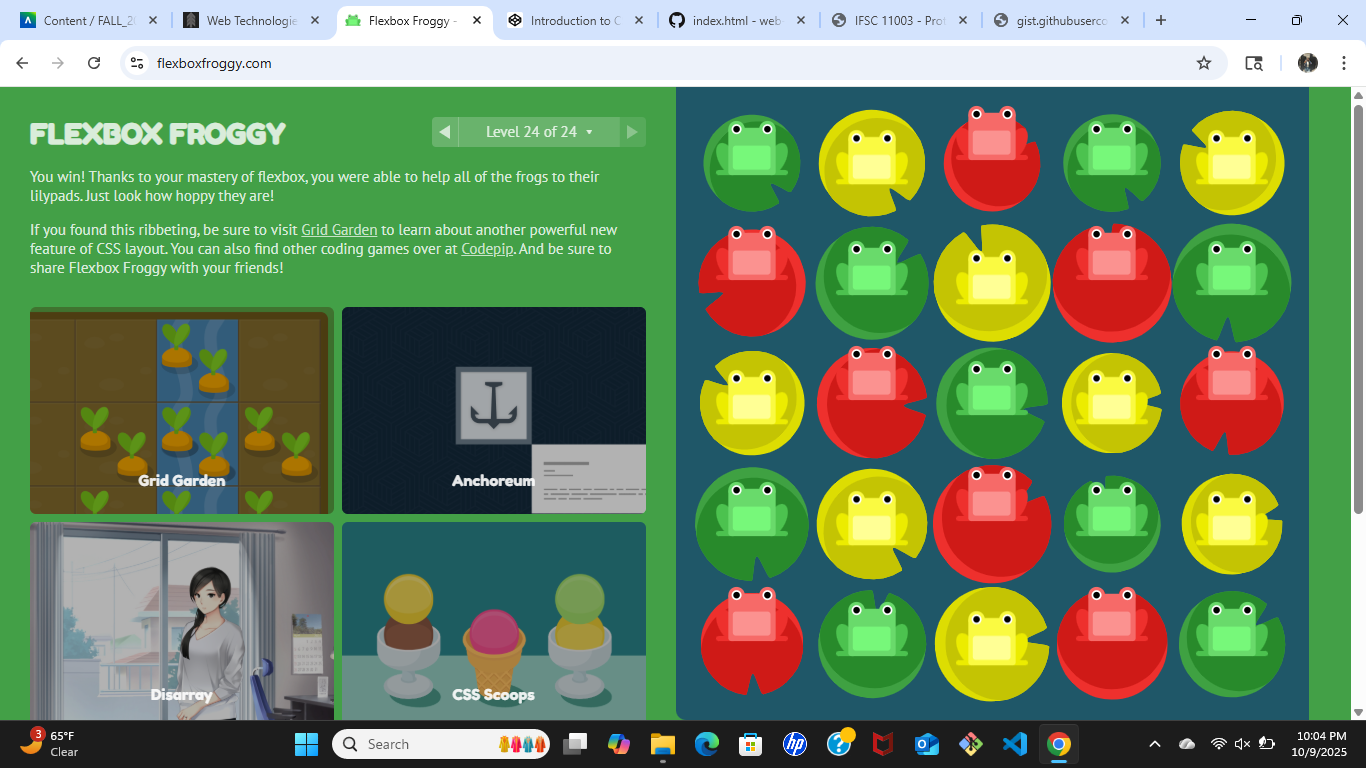 Content / FALL_20
Web Technologie
Flexbox Froggy -
Introduction to C
index.html - web-
IFSC 11003 - Prot
gist.githubuserco
flexboxfroggy.com
FLEXBOX FROGGY
Level 24 of 24
You win! Thanks to your mastery of flexbox, you were able to help all of the frogs to their
lilypads. Just look how hoppy they are!
If you found this ribbeting, be sure to visit Grid Garden to learn about another powerful new
feature of CSS layout. You can also find other coding games over at Codepip. And be sure to
share Flexbox Froggy with your friends!
Grid Garden
Anchoreum
Disarray
CSS Scoops
3
65°F
Clear
Search
hp
?
10:04 PM
10/9/2025